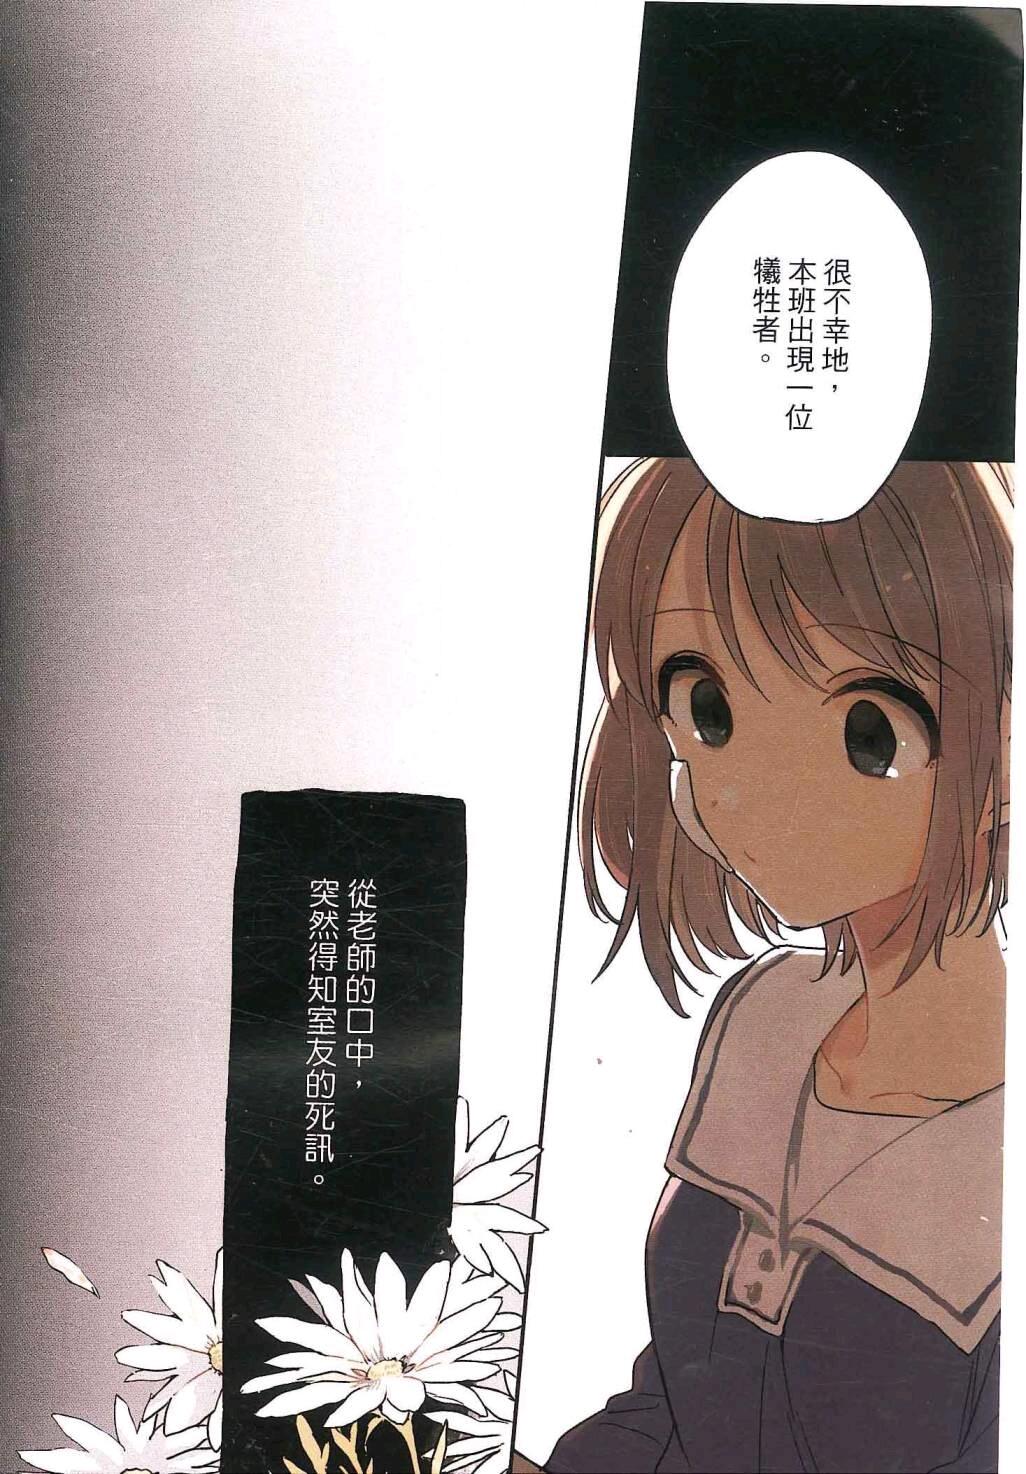 很不幸地，
本班出現一位
犧牲者。
從老師的口中，
突然得知室友的死訊。